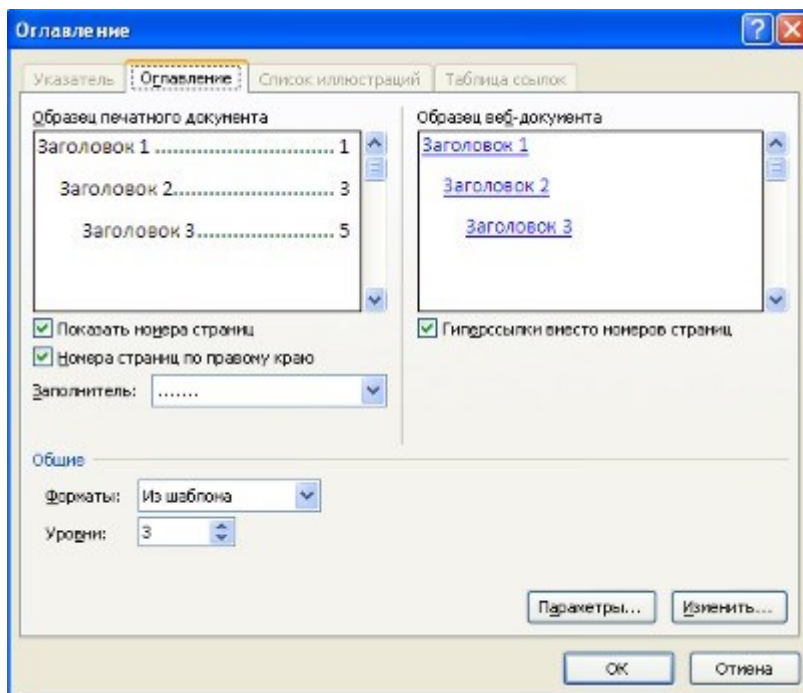 Оглавление
Указатель
Оглавление
Список иллюстраций
Таблица ссылок
Образец печатного документа
Заголовок 1 ........................... 1
Заголовок 2........................ 3
Заголовок 3.................... 5
Образец веб-документа
Заголовок 1
Заголовок 2
Заголовок 3
Показать номера страниц
Номера страниц по правому краю
Заполнитель: .......
Гиперссылки вместо номеров страниц
Общие
Форматы: Из шаблона
Уровни: 3
Параметры... Изменить...
ОК Отмена